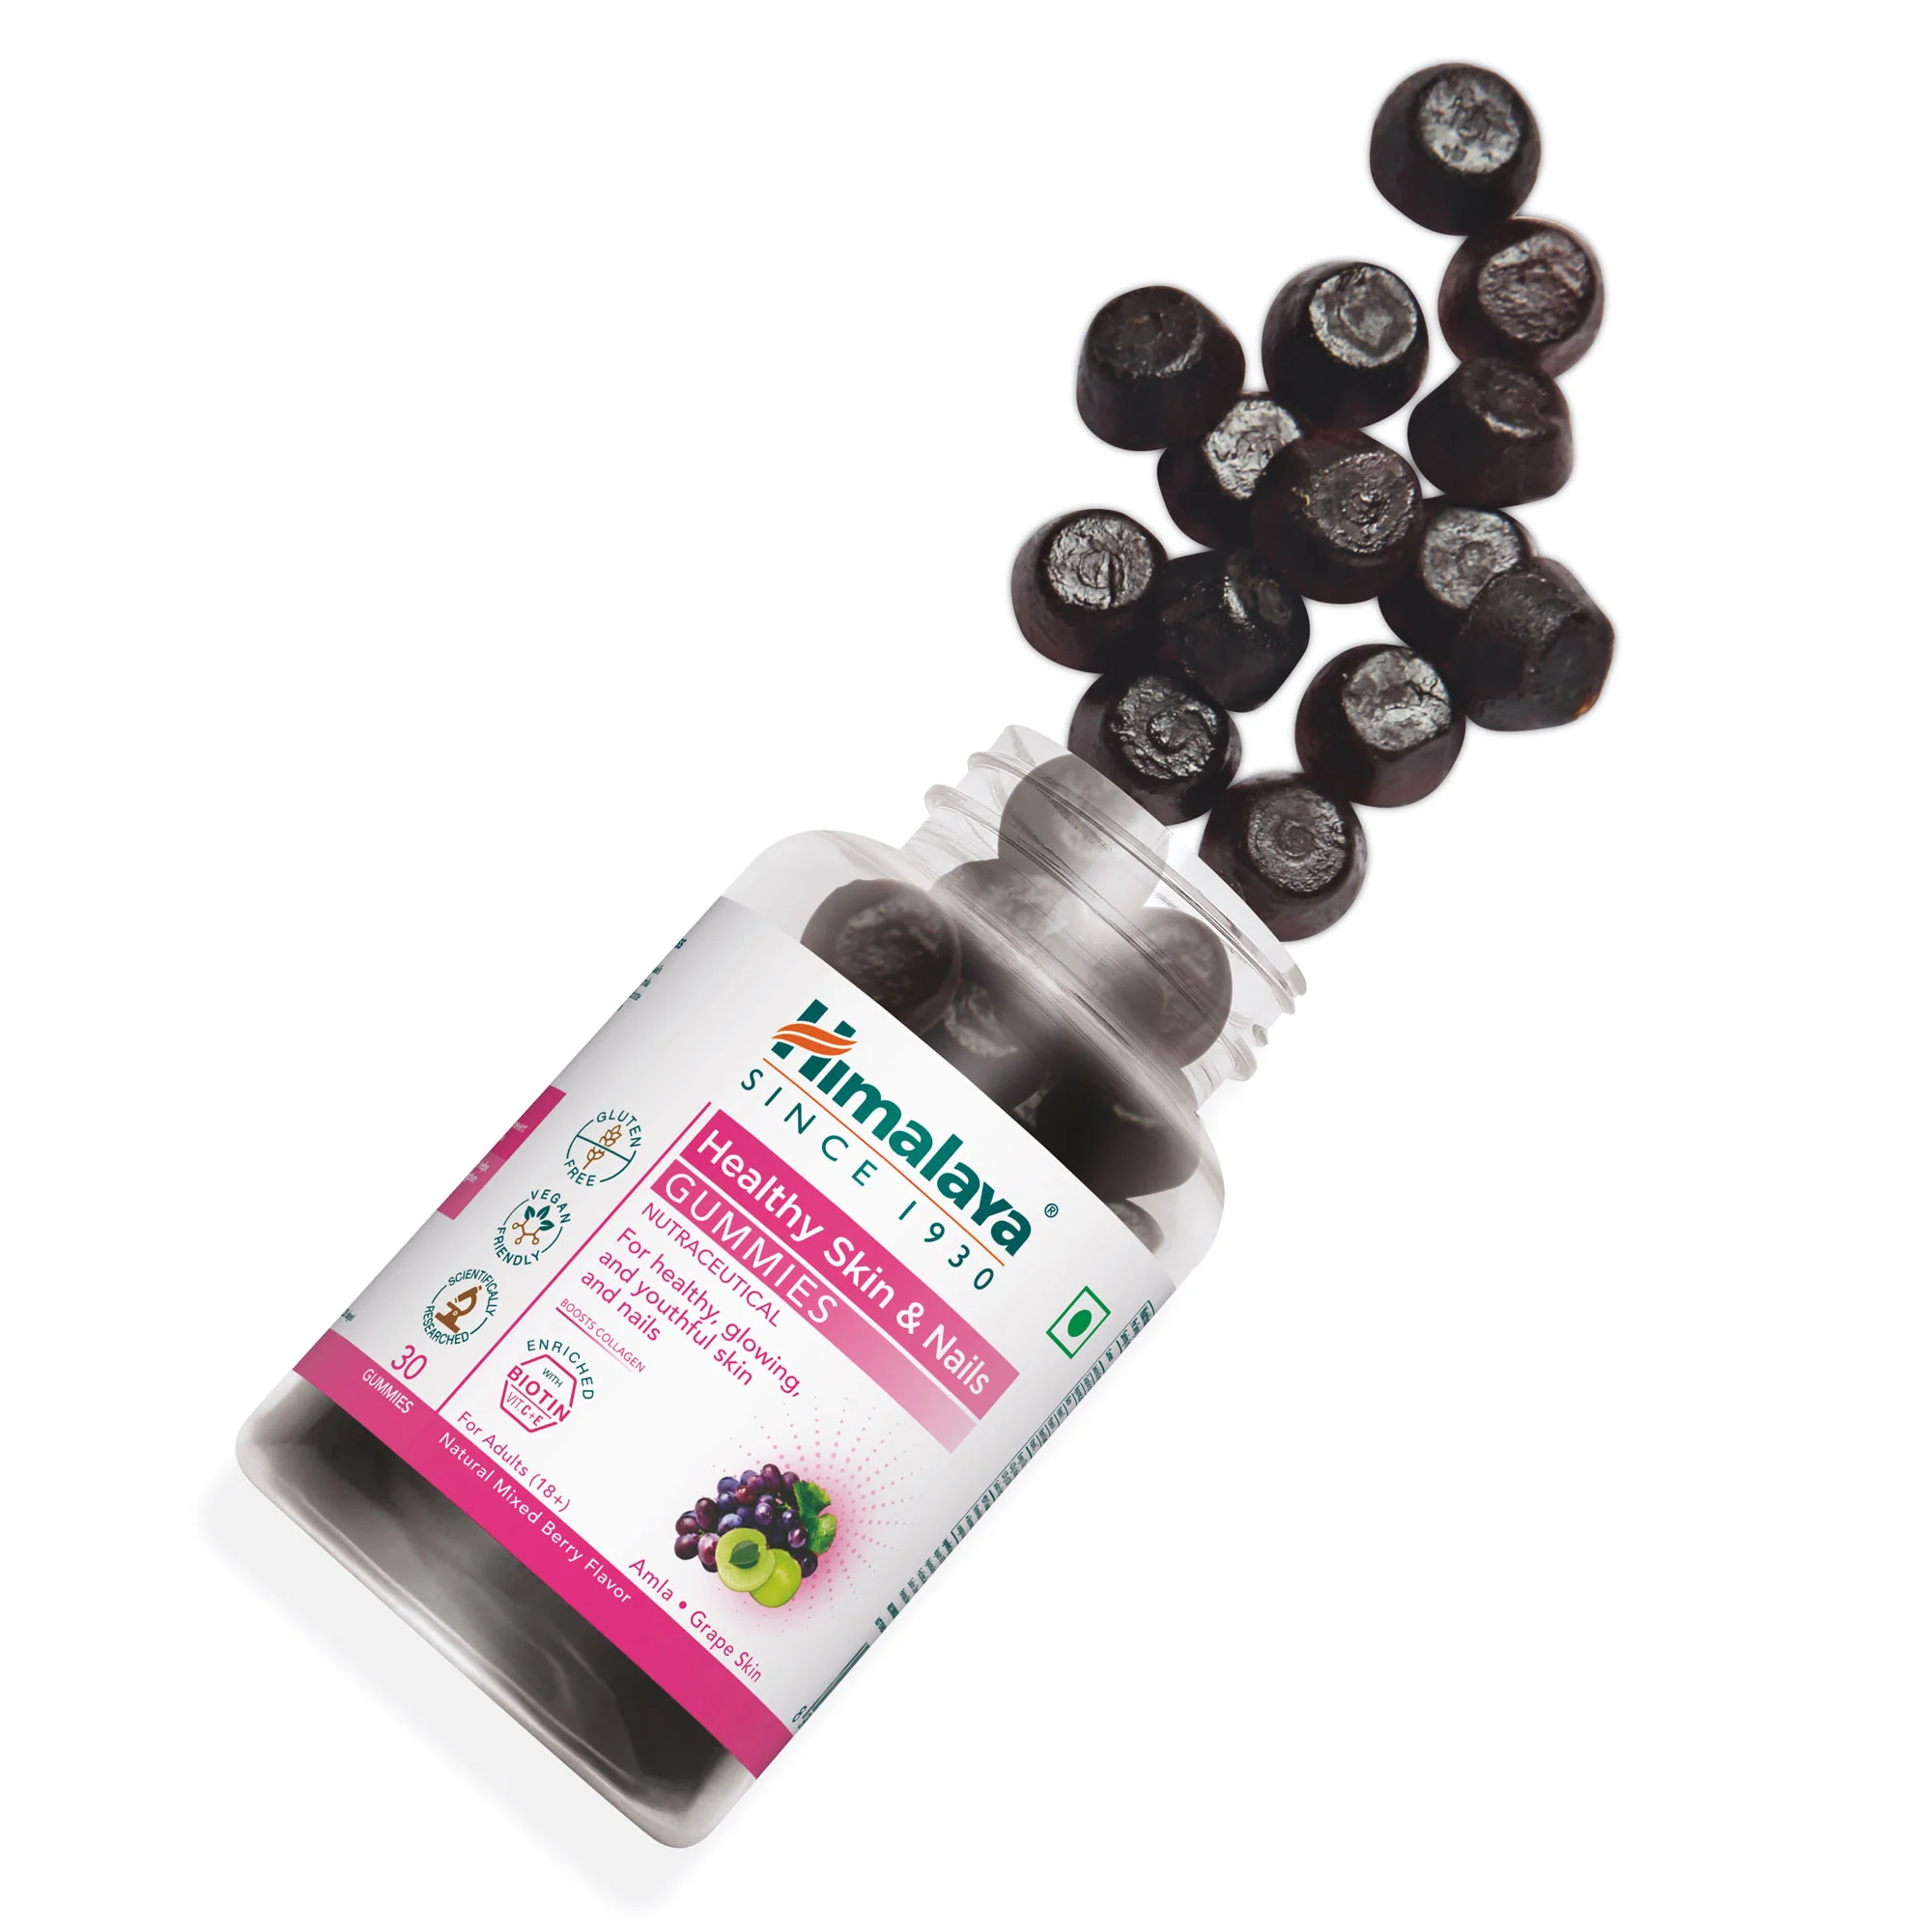 Himalaya®
SINCE 1930
Healthy Skin & Nails
GUMMIES
NUTRACEUTICAL
For healthy, glowing,
and youthful skin
and nails
BOOSTS COLLAGEN
ENRICHED
WITH
BIOTIN
VIT.C+E
GLUTEN
FREE
VEGAN
FRIENDLY
SCIENTIFICALLY
RESEARCHED
30
GUMMIES
For Adults (18+)
Natural Mixed Berry Flavor
Amla • Grape Skin